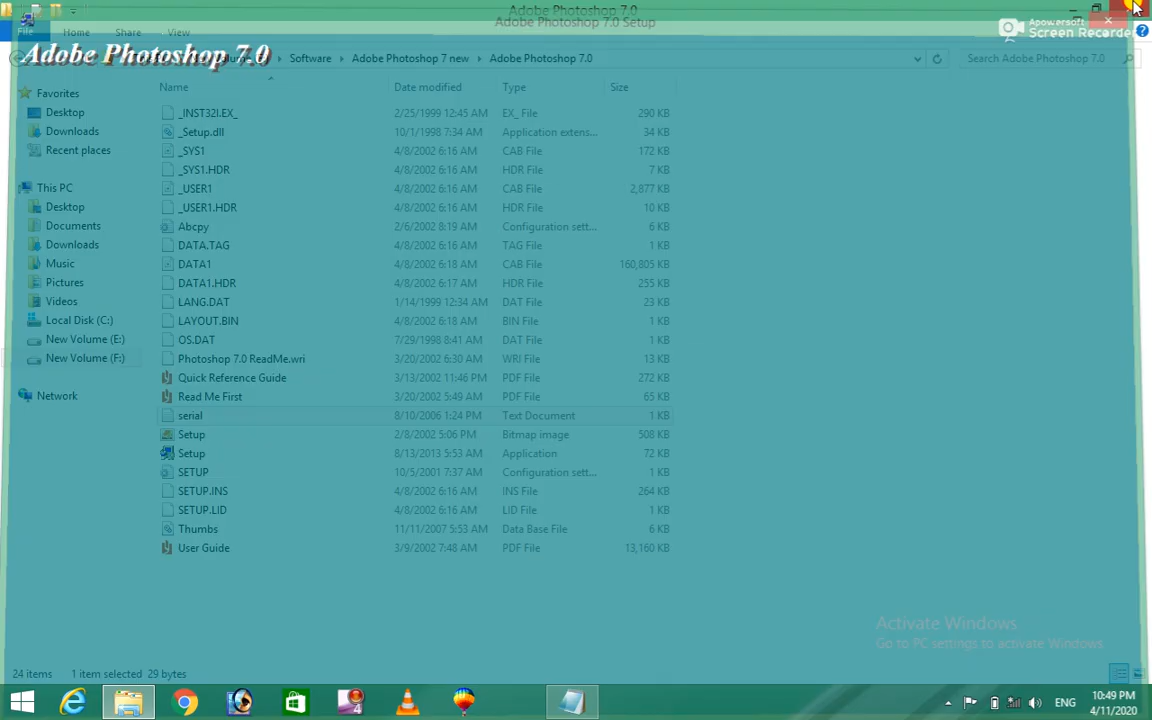 Adobe Photoshop 7.0
Adobe Photoshop 7.0 Setup
File Home Share View
Apowersoft
Screen Recorder
Adobe Photoshop 7.0
Software Adobe Photoshop 7 new Adobe Photoshop 7.0 Search Adobe Photoshop 7.0
Name Date modified Type Size
Favorites
Desktop
Downloads
Recent places
This PC
Desktop
Documents
Downloads
Music
Pictures
Videos
Local Disk (C:)
New Volume (E:)
New Volume (F:)
Network
_INST32I.EX_ 2/25/1999 12:45 AM EX_ File 290 KB
_Setup.dll 10/1/1998 7:34 AM Application extens... 34 KB
_SYS1 4/8/2002 6:16 AM CAB File 172 KB
_SYS1.HDR 4/8/2002 6:16 AM HDR File 7 KB
_USER1 4/8/2002 6:16 AM CAB File 2,877 KB
_USER1.HDR 4/8/2002 6:16 AM HDR File 10 KB
Abcpy 2/6/2002 8:19 AM Configuration sett... 6 KB
DATA.TAG 4/8/2002 6:16 AM TAG File 1 KB
DATA1 4/8/2002 6:18 AM CAB File 160,805 KB
DATA1.HDR 4/8/2002 6:17 AM HDR File 255 KB
LANG.DAT 1/14/1999 12:34 AM DAT File 23 KB
LAYOUT.BIN 4/8/2002 6:18 AM BIN File 1 KB
OS.DAT 7/29/1998 8:41 AM DAT File 1 KB
Photoshop 7.0 ReadMe.wri 3/20/2002 6:30 AM WRI File 13 KB
Quick Reference Guide 3/13/2002 11:46 PM PDF File 272 KB
Read Me First 3/20/2002 5:49 AM PDF File 65 KB
serial 8/10/2006 1:24 PM Text Document 1 KB
Setup 2/8/2002 5:06 PM Bitmap image 508 KB
Setup 8/13/2013 5:53 AM Application 72 KB
SETUP 10/5/2001 7:37 AM Configuration sett... 1 KB
SETUP.INS 4/8/2002 6:16 AM INS File 264 KB
SETUP.LID 4/8/2002 6:16 AM LID File 1 KB
Thumbs 11/11/2007 5:53 AM Data Base File 6 KB
User Guide 3/9/2002 7:48 AM PDF File 13,160 KB
Activate Windows
Go to PC settings to activate Windows.
24 items 1 item selected 29 bytes
ENG
10:49 PM
4/11/2020